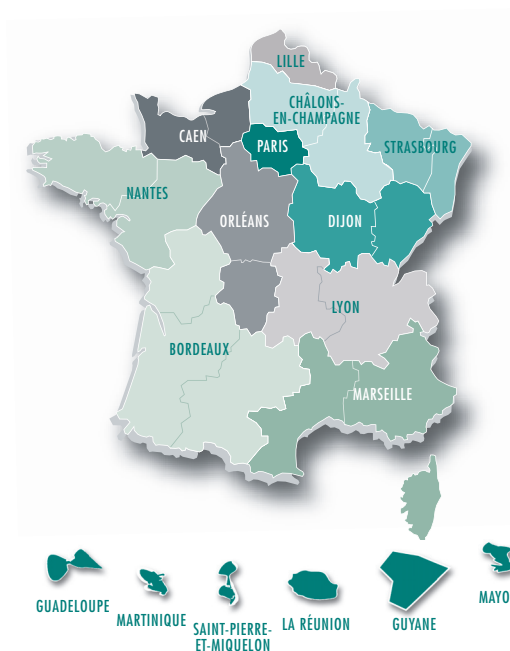 LILLE
CHÂLONS-
EN-CHAMPAGNE
CAEN
PARIS
STRASBOURG
NANTES
ORLÉANS
DIJON
LYON
BORDEAUX
MARSEILLE
GUADELOUPE
MARTINIQUE
SAINT-PIERRE-
ET-MIQUELON
LA RÉUNION
GUYANE
MAYO